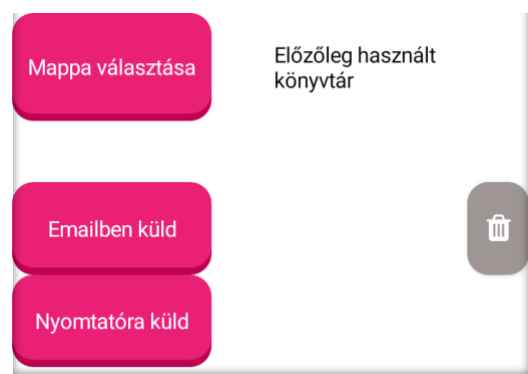 Mappa választása
Előzőleg használt
könyvtár
Emailben küld
Nyomtatóra küld